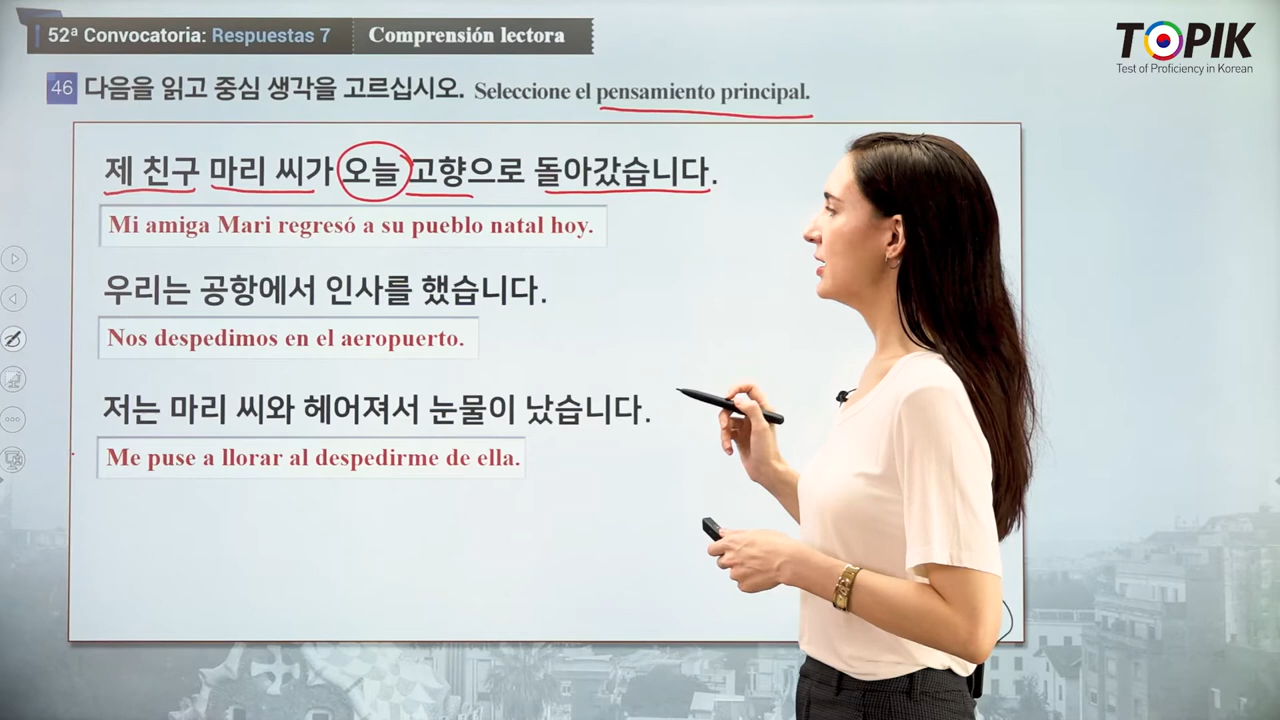 52ª Convocatoria: Respuestas 7 Comprensión lectora
TOPIK
Test of Proficiency in Korean
46 다음을 읽고 중심 생각을 고르십시오. Seleccione el pensamiento principal.
제 친구 마리 씨가 오늘 고향으로 돌아갔습니다.
Mi amiga Mari regresó a su pueblo natal hoy.
우리는 공항에서 인사를 했습니다.
Nos despedimos en el aeropuerto.
저는 마리 씨와 헤어져서 눈물이 났습니다.
Me puse a llorar al despedirme de ella.